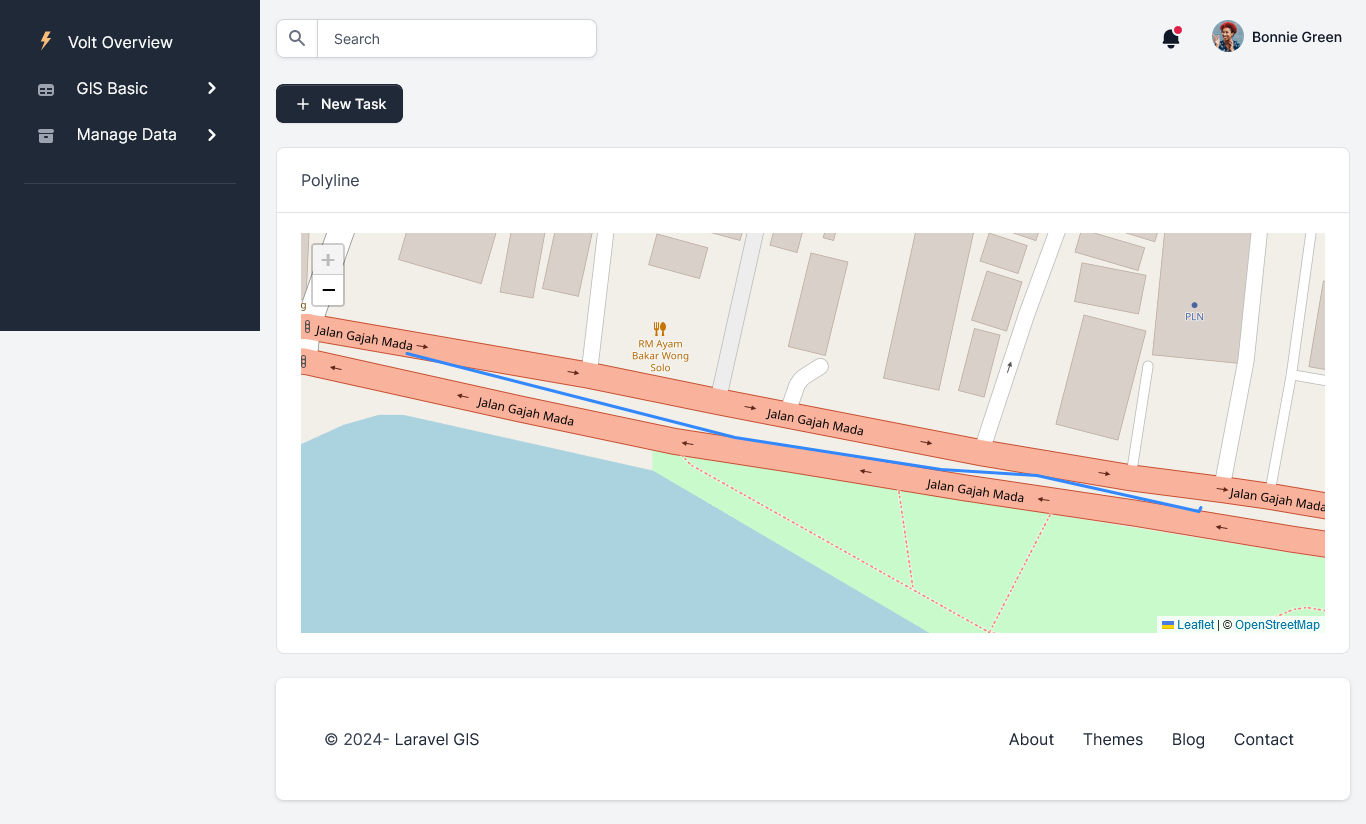 Volt Overview
GIS Basic
Manage Data
Search
Bonnie Green
New Task
Polyline
+
−
g
Jalan Gajah Mada
RM Ayam
Bakar Wong
Solo
PLN
Jalan Gajah Mada
Jalan Gajah Mada
Jalan Gajah Mada
Jalan Gajah Mada
Leaflet | © OpenStreetMap
© 2024- Laravel GIS
About Themes Blog Contact